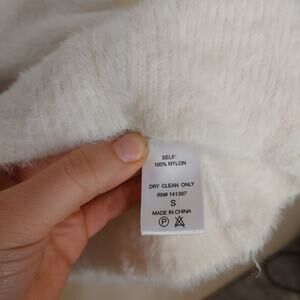 SELF:
100% NYLON
DRY CLEAN ONLY
RN# 141397
S
MADE IN CHINA
P